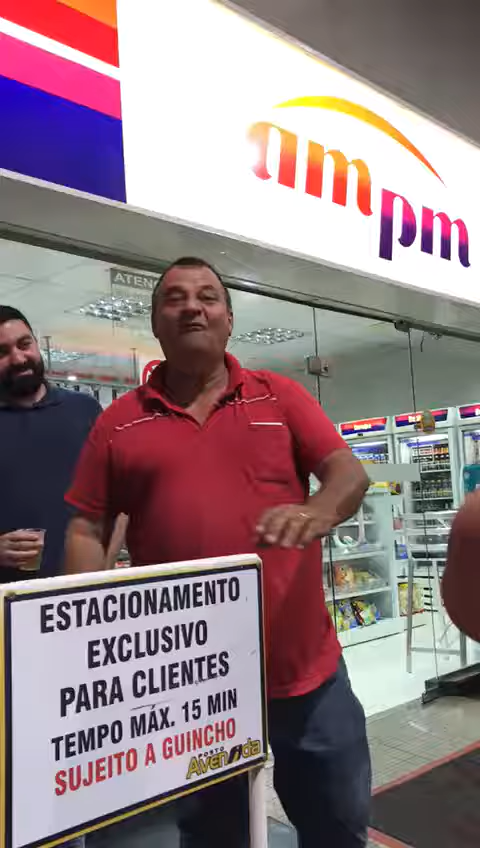 am
pm
ATEN
ESTACIONAMENTO
EXCLUSIVO
PARA CLIENTES
TEMPO MÁX. 15 MIN
SUJEITO A GUINCHO
POSTO
Avenida